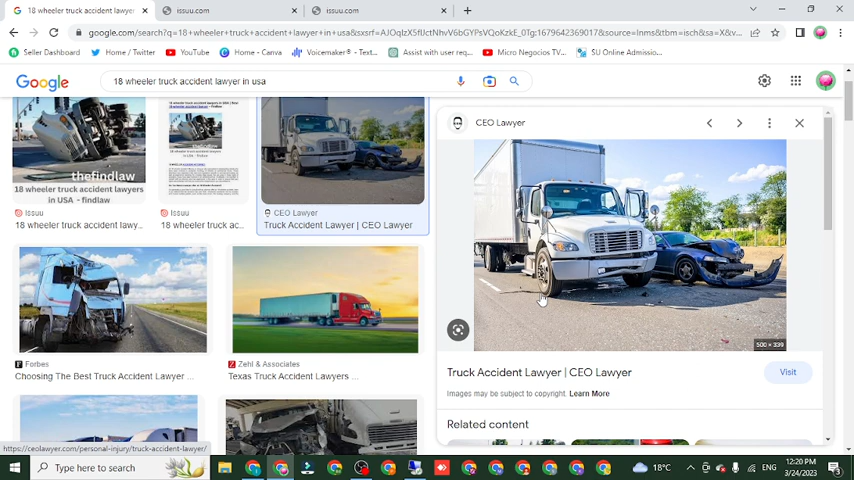 18 wheeler truck accident lawyer
issuu.com
issuu.com
google.com/search?q=18+wheeler+truck+accident+lawyer+in+usa&sxsrf=AJOqlzX5fUctNhvV6bGYPsVQoKzkE_0Tg:1679642369017&source=lnms&tbm=isch&sa=X&v...
Seller Dashboard
Home / Twitter
YouTube
Home - Canva
Voicemaker® - Text...
Assist with user req...
Micro Negocios TV...
SU Online Admissio...
Google
18 wheeler truck accident lawyer in usa
thefindlaw
18 wheeler truck accident lawyers
in USA - findlaw
Issuu
18 wheeler truck accident lawy...
Issuu
18 wheeler truck ac...
CEO Lawyer
Truck Accident Lawyer | CEO Lawyer
Forbes
Choosing The Best Truck Accident Lawyer ...
Zehl & Associates
Texas Truck Accident Lawyers ...
CEO Lawyer
500 × 339
Truck Accident Lawyer | CEO Lawyer
Visit
Images may be subject to copyright. Learn More
Related content
https://ceolawyer.com/personal-injury/truck-accident-lawyer/
Type here to search
18°C
ENG
12:20 PM
3/24/2023
3